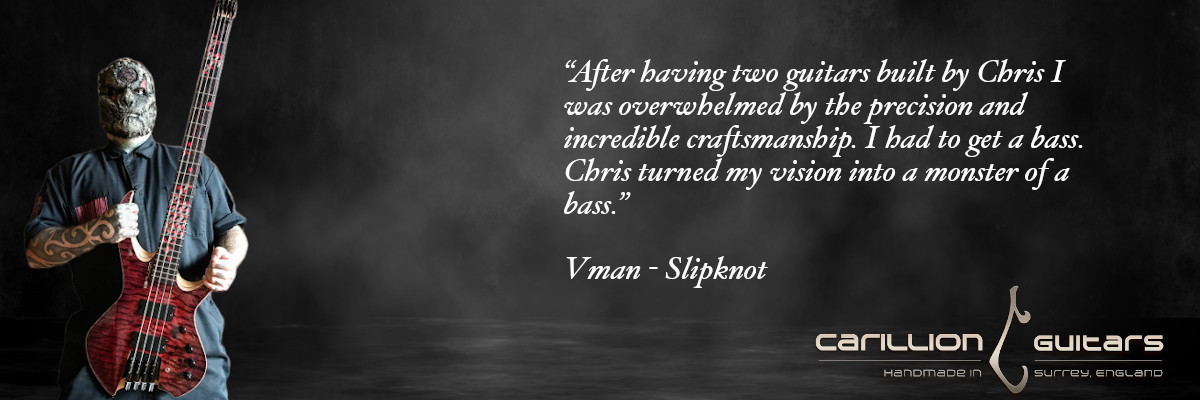 “After having two guitars built by Chris I
was overwhelmed by the precision and
incredible craftsmanship. I had to get a bass.
Chris turned my vision into a monster of a
bass.”
Vman - Slipknot
CARILLION GUITARS
HANDMADE IN SURREY, ENGLAND